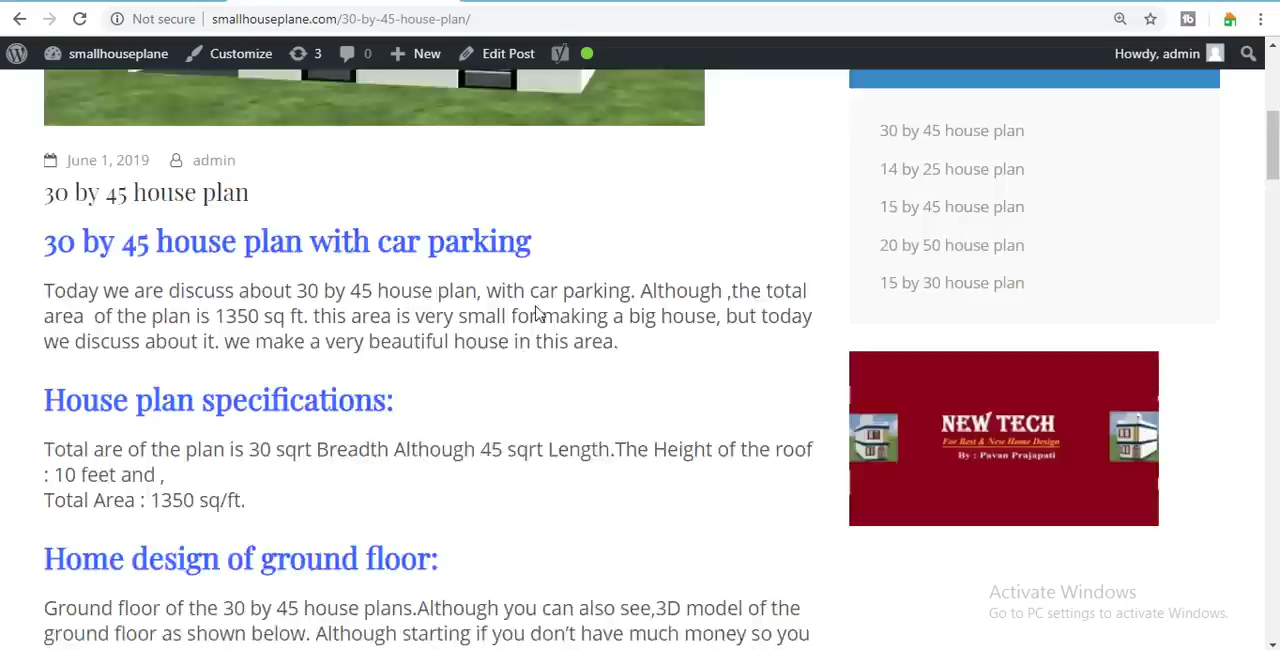 Not secure | smallhouseplane.com/30-by-45-house-plan/
smallhouseplane Customize 3 0 New Edit Post Howdy, admin
June 1, 2019 admin
30 by 45 house plan
30 by 45 house plan with car parking
Today we are discuss about 30 by 45 house plan, with car parking. Although ,the total
area of the plan is 1350 sq ft. this area is very small for making a big house, but today
we discuss about it. we make a very beautiful house in this area.
House plan specifications:
Total are of the plan is 30 sqrt Breadth Although 45 sqrt Length.The Height of the roof
: 10 feet and ,
Total Area : 1350 sq/ft.
Home design of ground floor:
Ground floor of the 30 by 45 house plans.Although you can also see,3D model of the
ground floor as shown below. Although starting if you don't have much money so you
30 by 45 house plan
14 by 25 house plan
15 by 45 house plan
20 by 50 house plan
15 by 30 house plan
NEW TECH
For Best & New Home Design
By : Pavan Prajapati
Activate Windows
Go to PC settings to activate Windows.